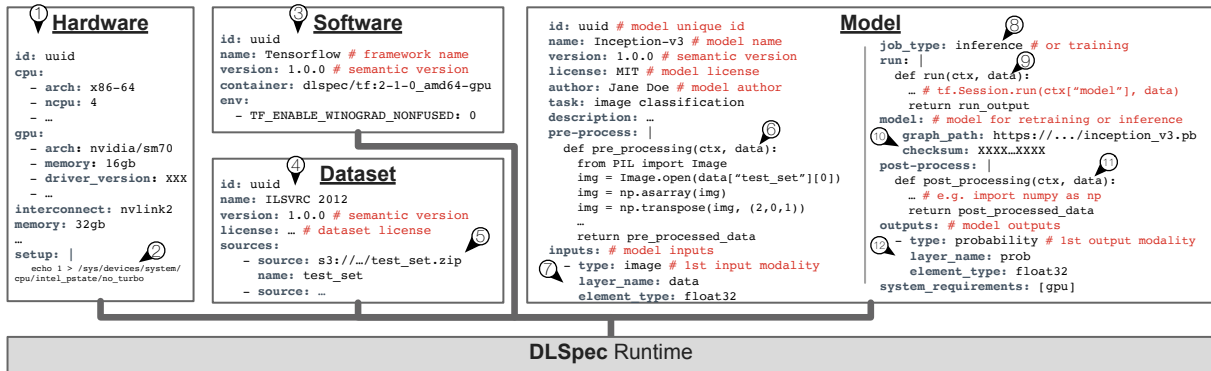 ① Hardware
id: uuid
cpu:
- arch: x86-64
- ncpu: 4
- …
gpu:
- arch: nvidia/sm70
- memory: 16gb
- driver_version: XXX
- …
interconnect: nvlink2
memory: 32gb
…
setup: | ②
echo 1 > /sys/devices/system/
cpu/intel_pstate/no_turbo
③ Software
id: uuid
name: Tensorflow # framework name
version: 1.0.0 # semantic version
container: dlspec/tf:2-1-0_amd64-gpu
env:
- TF_ENABLE_WINOGRAD_NONFUSED: 0
④ Dataset
id: uuid
name: ILSVRC 2012
version: 1.0.0 # semantic version
license: … # dataset license
sources: ⑤
- source: s3://…/test_set.zip
name: test_set
- source: …
Model
id: uuid # model unique id
name: Inception-v3 # model name
version: 1.0.0 # semantic version
license: MIT # model license
author: Jane Doe # model author
task: image classification
description: …
pre-process: | ⑥
def pre_processing(ctx, data):
from PIL import Image
img = Image.open(data["test_set"][0])
img = np.asarray(img)
img = np.transpose(img, (2,0,1))
…
return pre_processed_data
inputs: # model inputs
⑦ - type: image # 1st input modality
layer_name: data
element_type: float32
⑧
job_type: inference # or training
run: | ⑨
def run(ctx, data):
… # tf.Session.run(ctx["model"], data)
return run_output
model: # model for retraining or inference
⑩ graph_path: https://.../inception_v3.pb
checksum: XXXX…XXXX
post-process: | ⑪
def post_processing(ctx, data):
… # e.g. import numpy as np
return post_processed_data
outputs: # model outputs
⑫ - type: probability # 1st output modality
layer_name: prob
element_type: float32
system_requirements: [gpu]
DLSpec Runtime